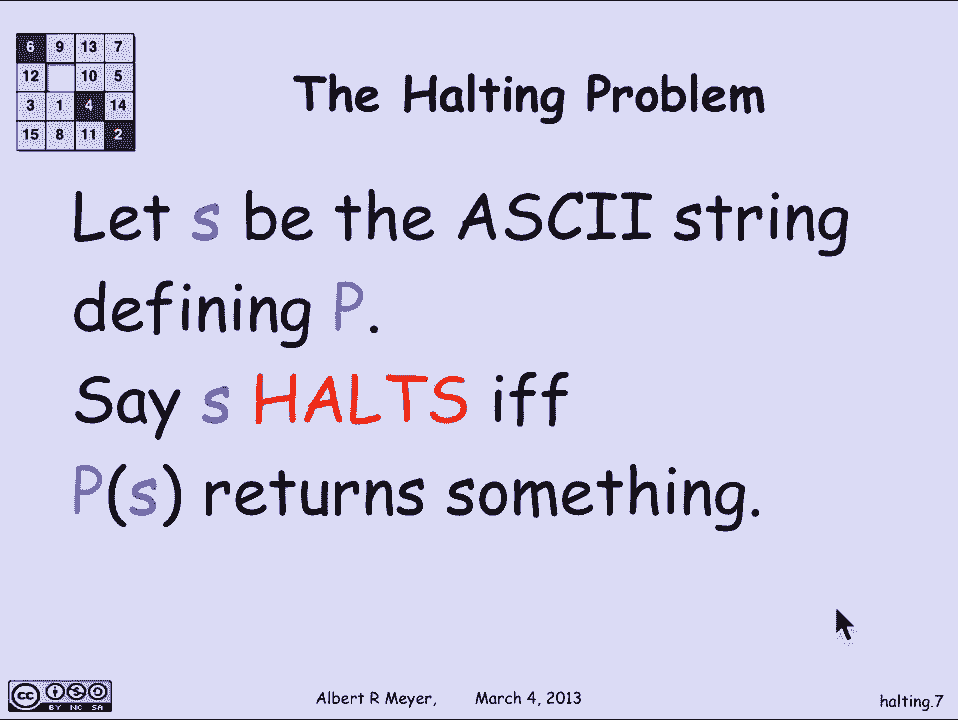 6 9 13 7
12 10 5
3 1 4 14
15 8 11 2
The Halting Problem
Let s be the ASCII string
defining P.
Say s HALTS iff
P(s) returns something.
cc BY NC SA
Albert R Meyer, March 4, 2013
halting.7